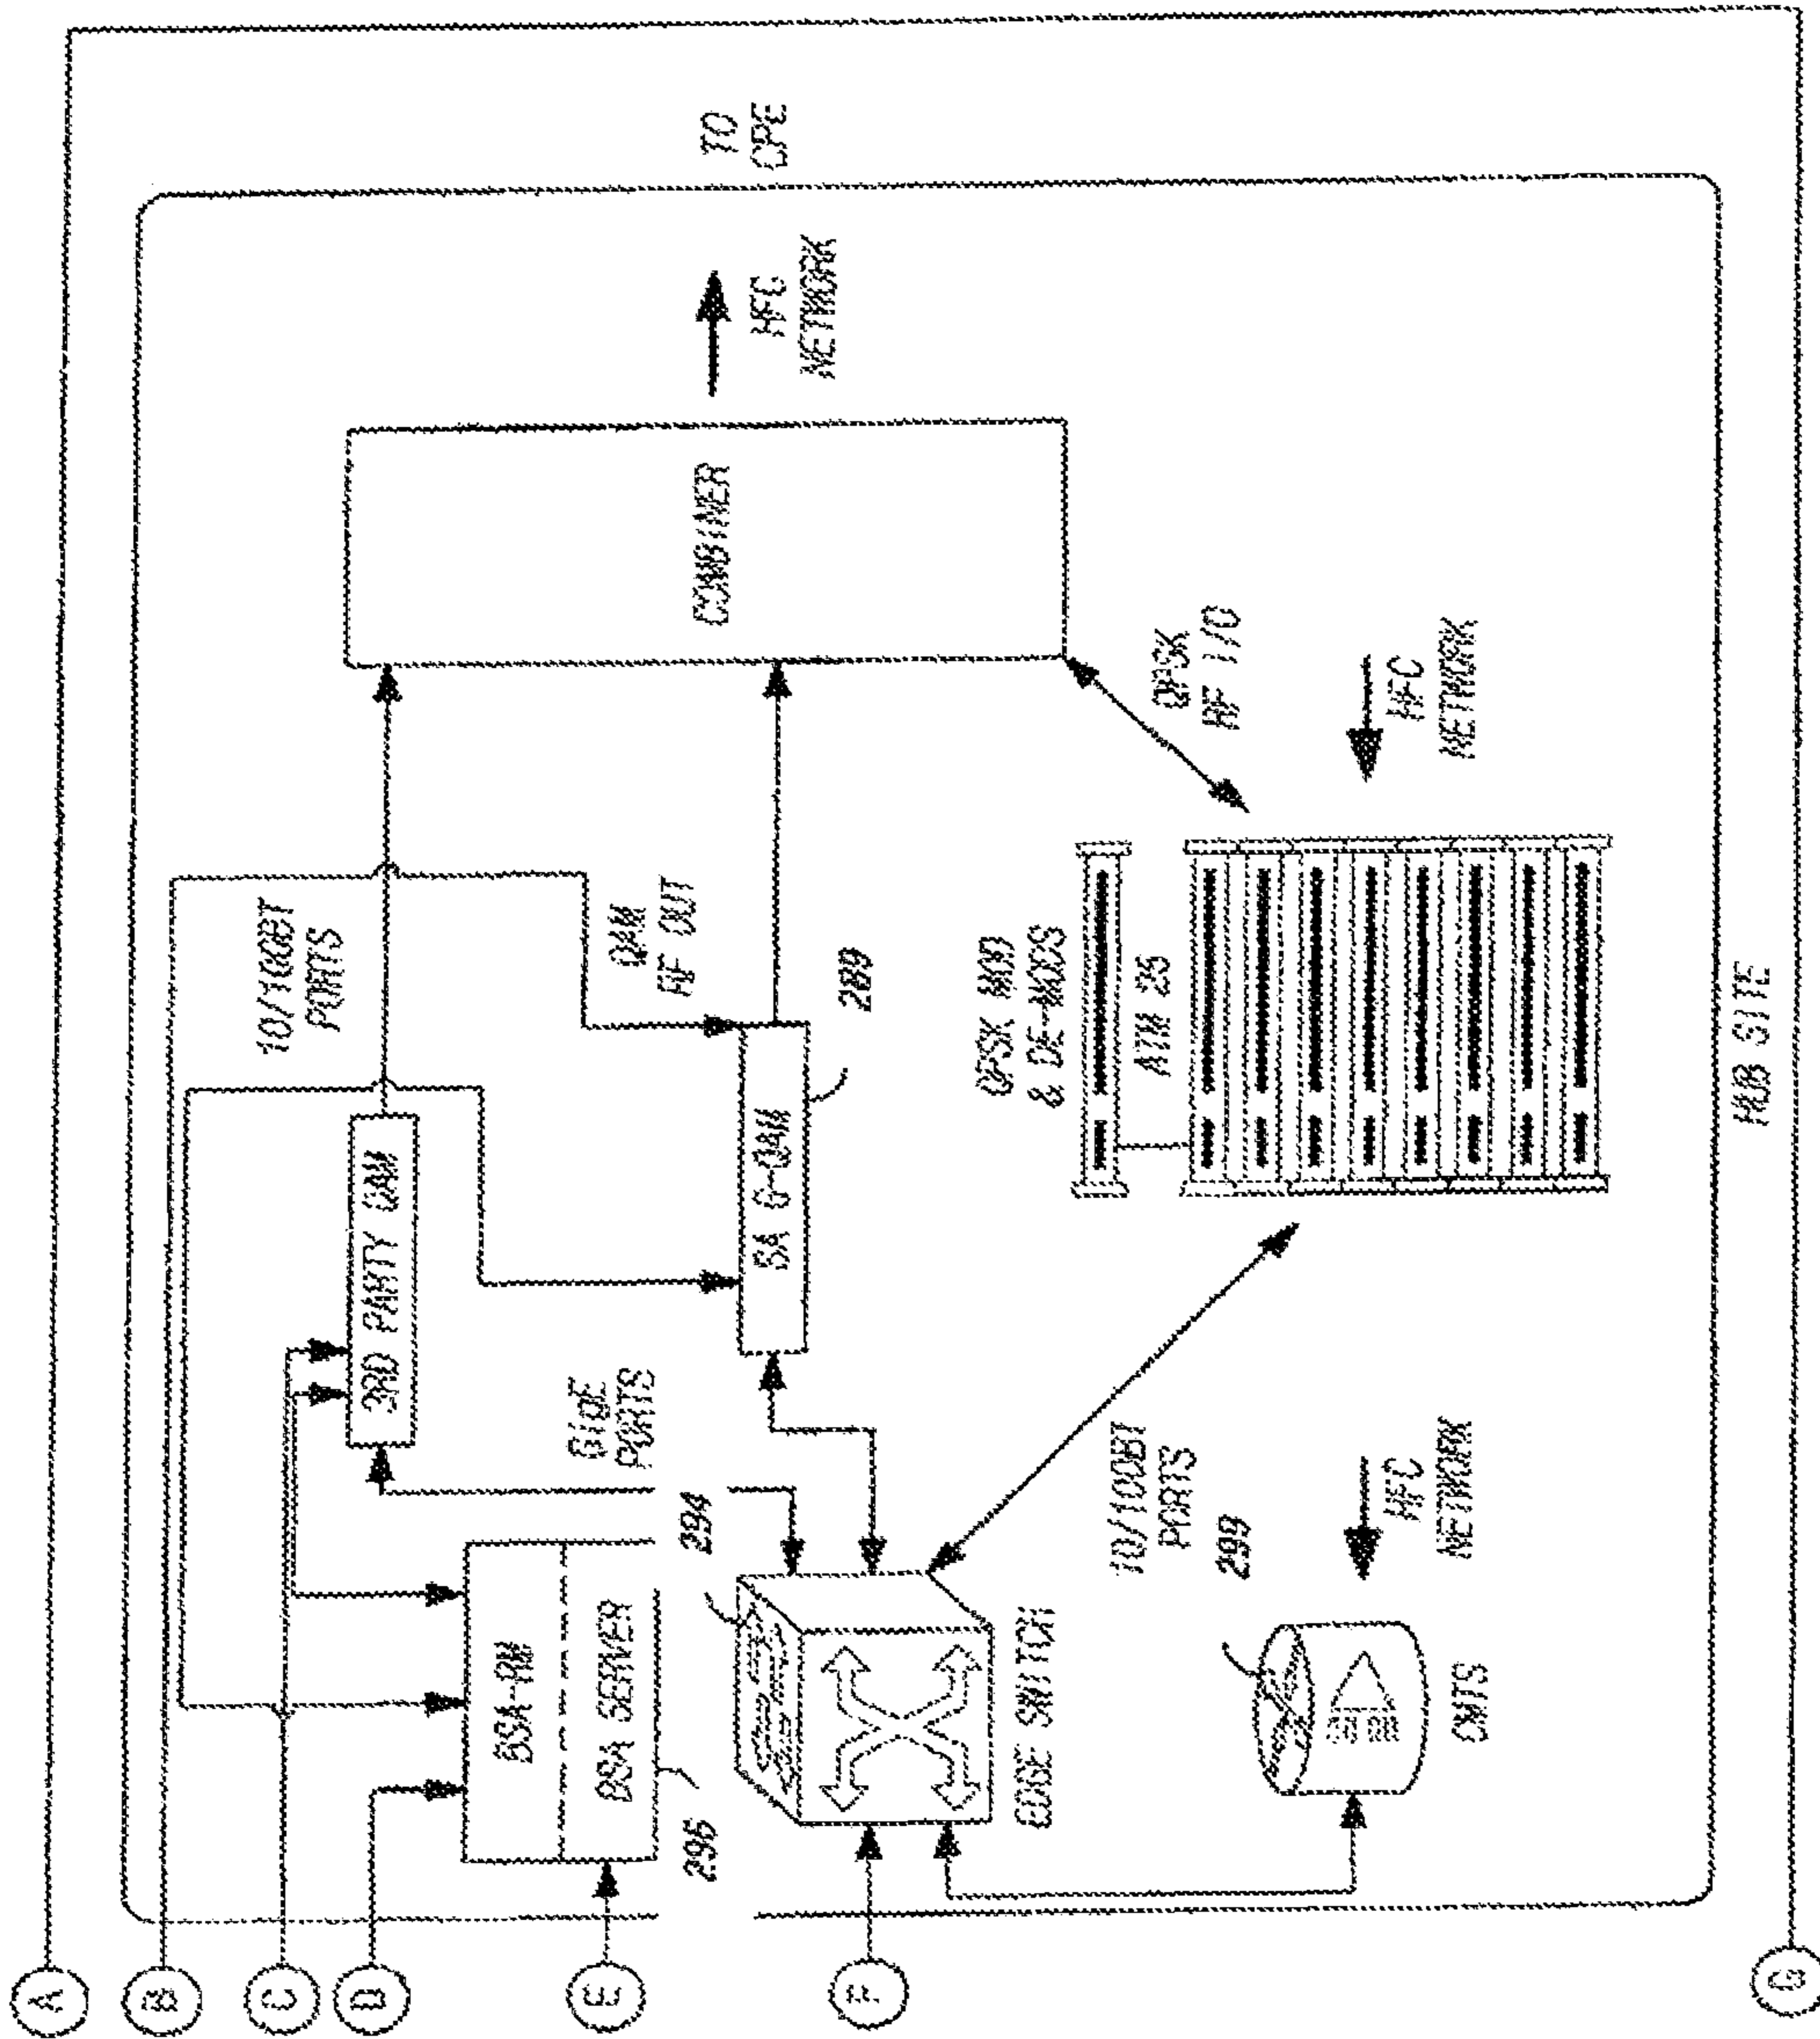 A
B
C
D
E
F
G
TO
CPE
10/100BT
PORTS
3RD PARTY QAM
BSA-RM
BSA SERVER
296
GigE
PORTS
294
QAM
RF OUT
SA G-QAM
289
COMBINER
HFC
NETWORK
EDGE SWITCH
QPSK
RF I/O
QPSK MOD
& DE-MODS
ATM 25
10/100BT
PORTS
299
HFC
NETWORK
CMTS
HFC
NETWORK
HUB SITE